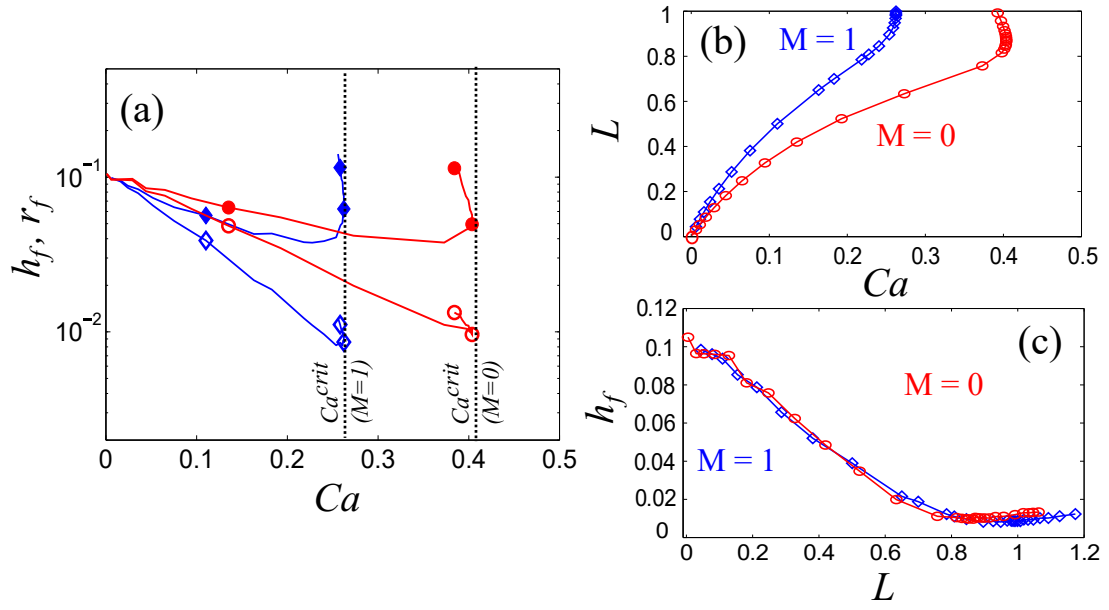 (a)
h_f, r_f
10^{-1}
10^{-2}
Ca^{crit}
(M=1)
Ca^{crit}
(M=0)
0 0.1 0.2 0.3 0.4 0.5
Ca
(b)
M = 1
M = 0
L
1
0.8
0.6
0.4
0.2
0
0 0.1 0.2 0.3 0.4 0.5
Ca
(c)
M = 0
M = 1
h_f
0.12
0.1
0.08
0.06
0.04
0.02
0
0 0.2 0.4 0.6 0.8 1 1.2
L